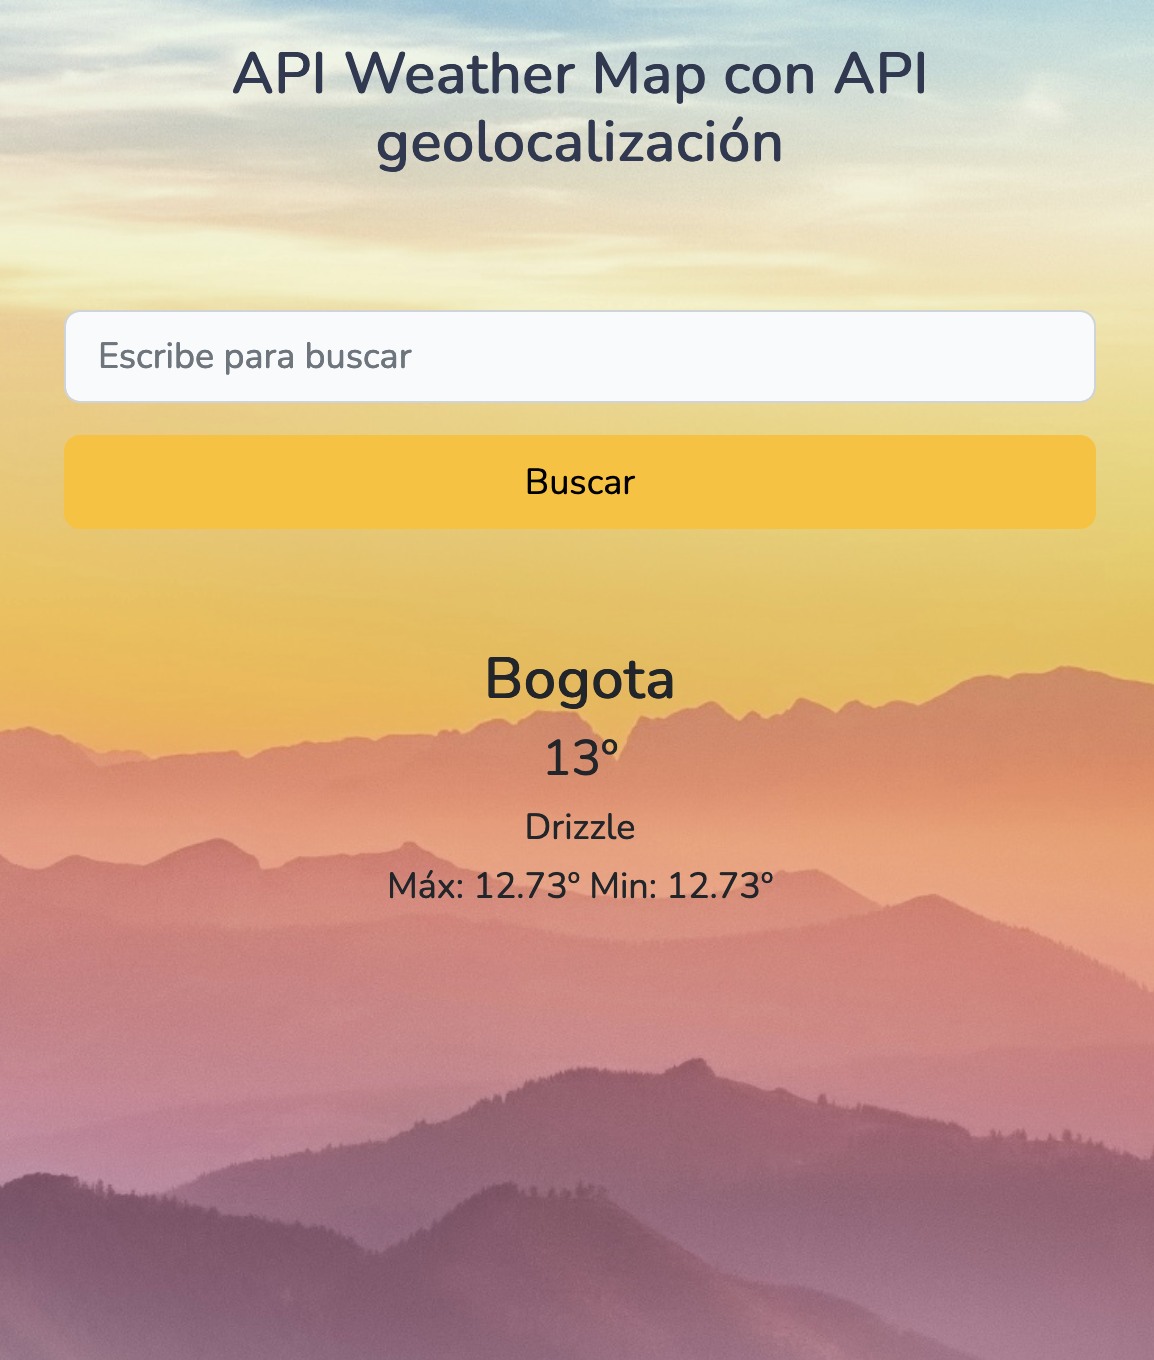 API Weather Map con API
geolocalización
Escribe para buscar
Buscar
Bogota
13º
Drizzle
Máx: 12.73º Min: 12.73º